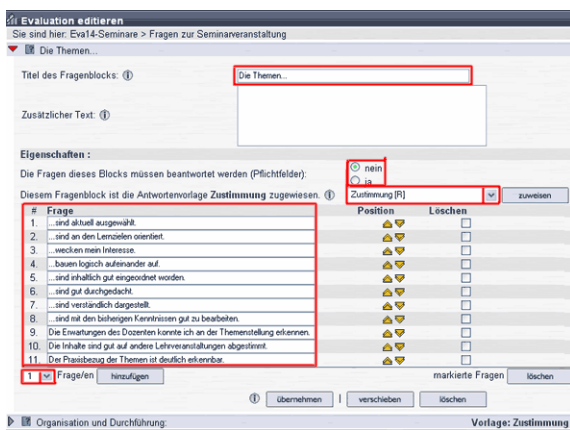 Evaluation editieren
Sie sind hier: Eva14-Seminare > Fragen zur Seminarveranstaltung
Die Themen...
Titel des Fragenblocks: Die Themen...
Zusätzlicher Text:
Eigenschaften :
Die Fragen dieses Blocks müssen beantwortet werden (Pflichtfelder): nein
ja
Diesem Fragenblock ist die Antwortenvorlage Zustimmung zugewiesen. Zustimmung [R] zuweisen
# Frage Position Löschen
1. ...sind aktuell ausgewählt.
2. ...sind an den Lernzielen orientiert.
3. ...wecken mein Interesse.
4. ...bauen logisch aufeinander auf.
5. ...sind inhaltlich gut eingeordnet worden.
6. ...sind gut durchgedacht.
7. ...sind verständlich dargestellt.
8. ...sind mit den bisherigen Kenntnissen gut zu bearbeiten.
9. Die Erwartungen des Dozenten konnte ich an der Themenstellung erkennen.
10. Die Inhalte sind gut auf andere Lehrveranstaltungen abgestimmt.
11. Der Praxisbezug der Themen ist deutlich erkennbar.
1 Frage/en hinzufügen markierte Fragen löschen
übernehmen | verschieben löschen
Organisation und Durchführung: Vorlage: Zustimmung